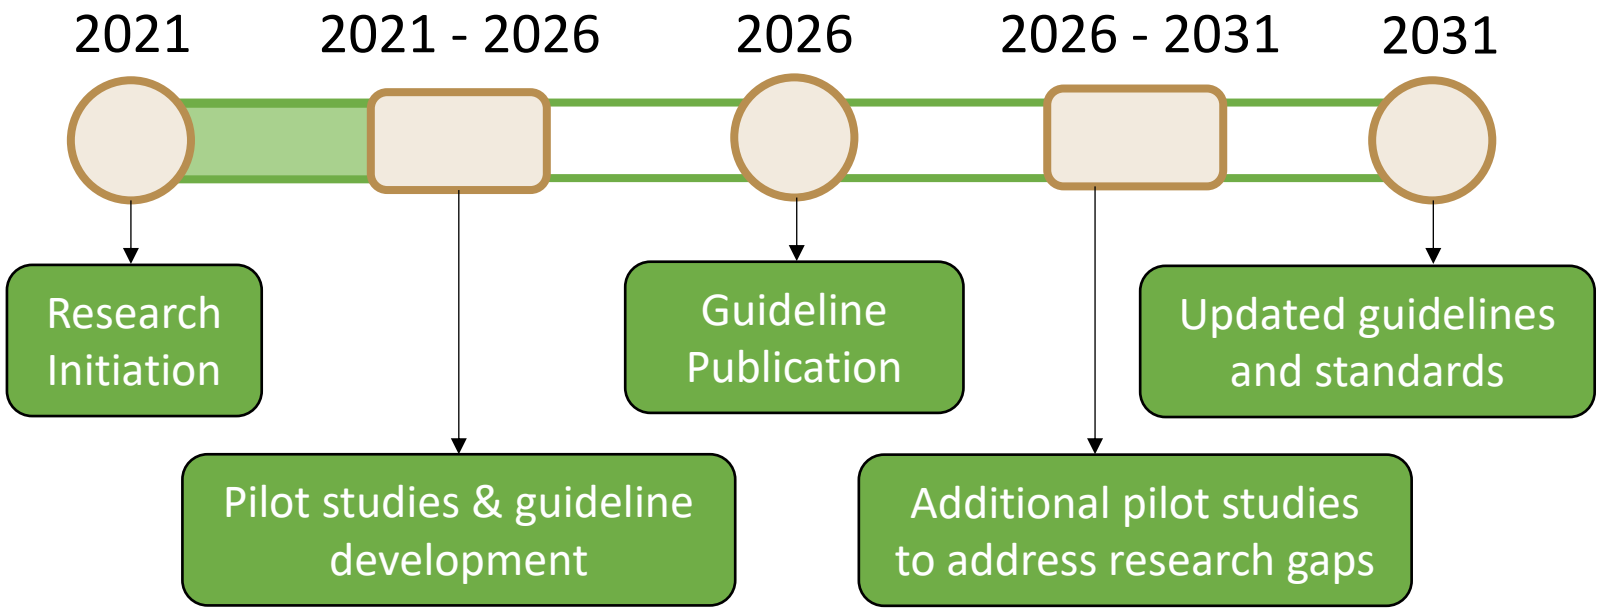 2021
2021 - 2026
2026
2026 - 2031
2031
Research
Initiation
Pilot studies & guideline
development
Guideline
Publication
Additional pilot studies
to address research gaps
Updated guidelines
and standards